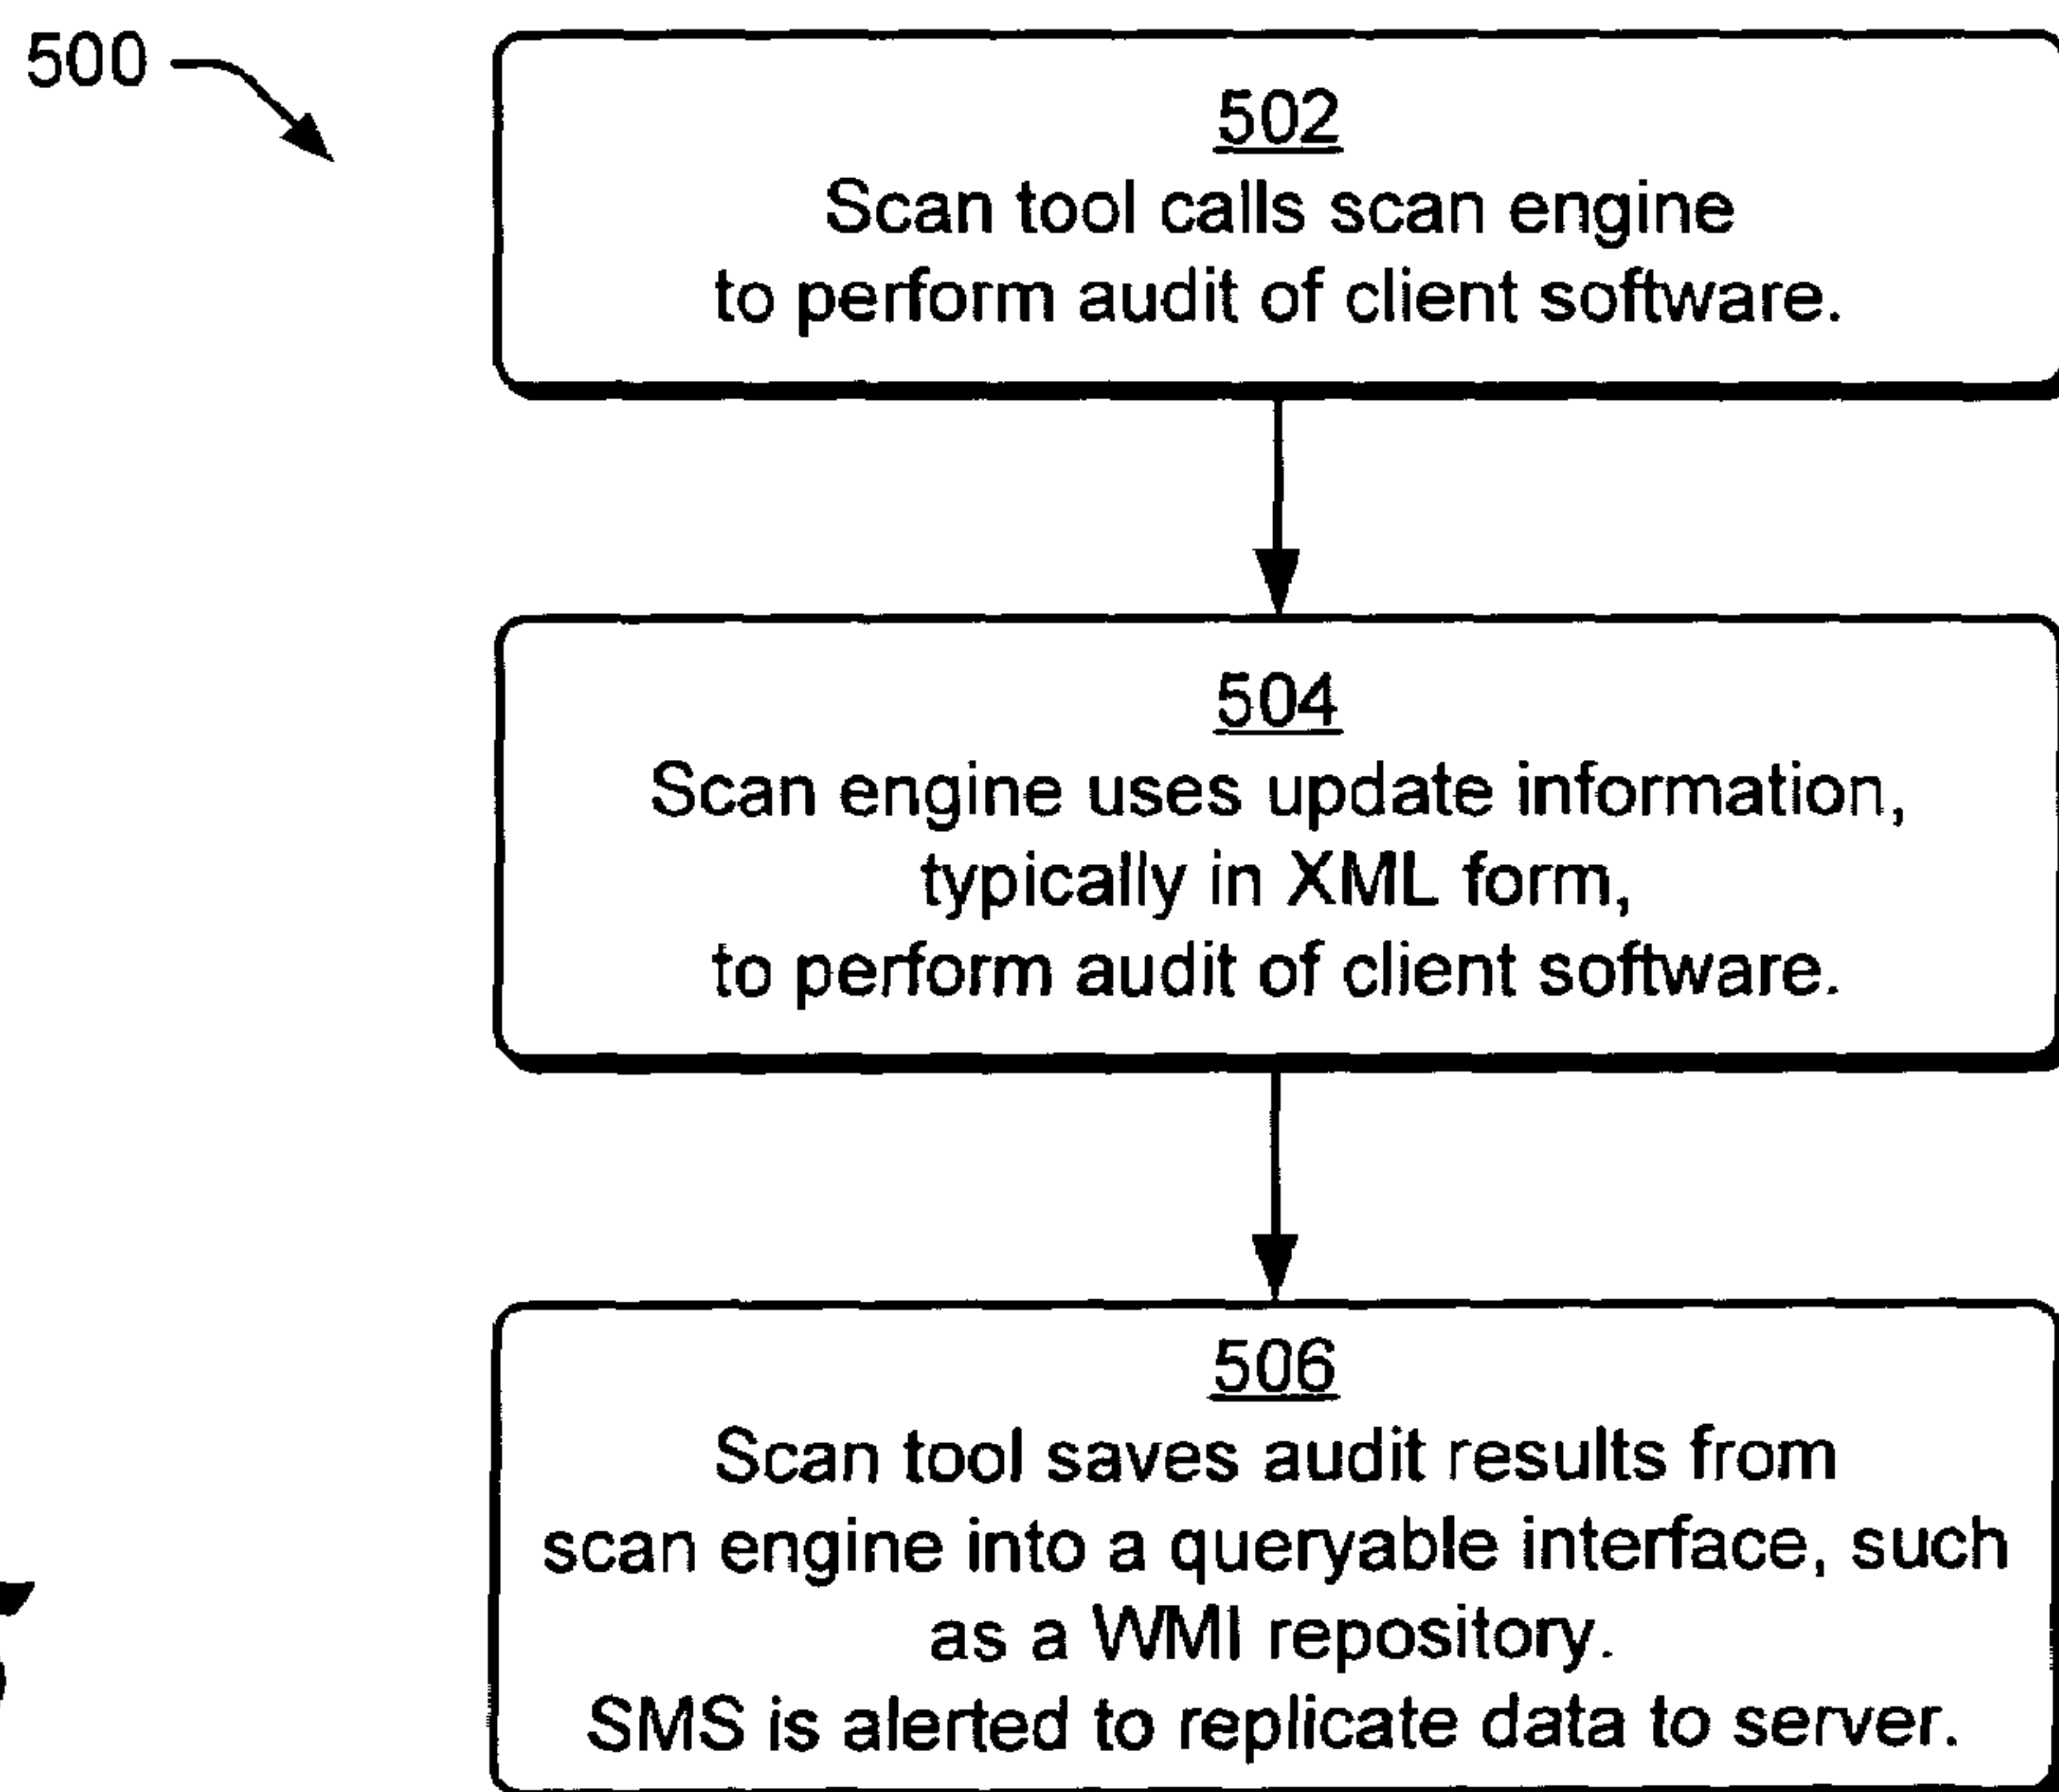 500
502
Scan tool calls scan engine
to perform audit of client software.
504
Scan engine uses update information,
typically in XML form,
to perform audit of client software.
506
Scan tool saves audit results from
scan engine into a queryable interface, such
as a WMI repository.
SMS is alerted to replicate data to server.